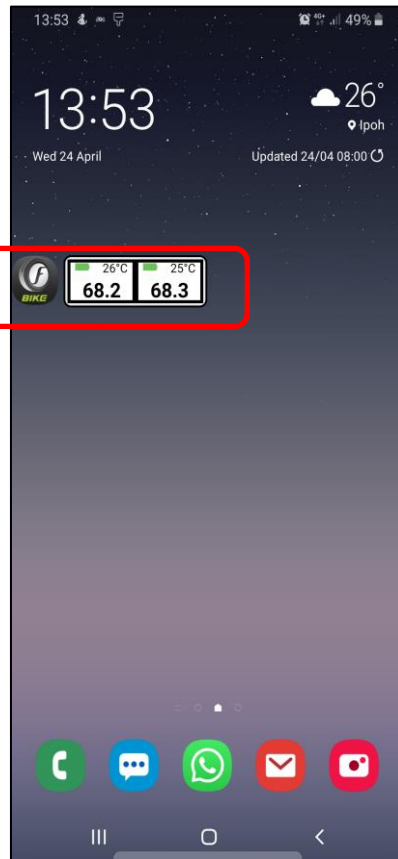 13:53 4G+ 49%
13:53
26°
Ipoh
Wed 24 April
Updated 24/04 08:00
f
BIKE
26°C 25°C
68.2 68.3